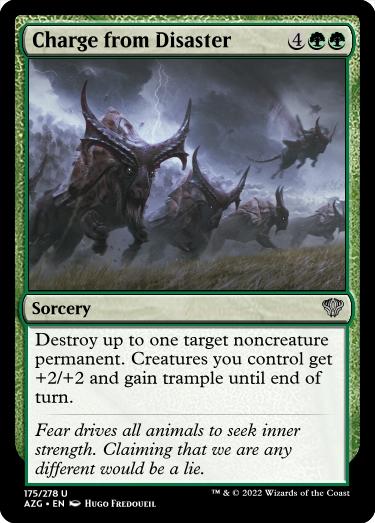 Charge from Disaster 4
Sorcery
Destroy up to one target noncreature
permanent. Creatures you control get
+2/+2 and gain trample until end of
turn.
Fear drives all animals to seek inner
strength. Claiming that we are any
different would be a lie.
175/278 U
AZG • EN Hugo Fredoueil
™ & © 2022 Wizards of the Coast